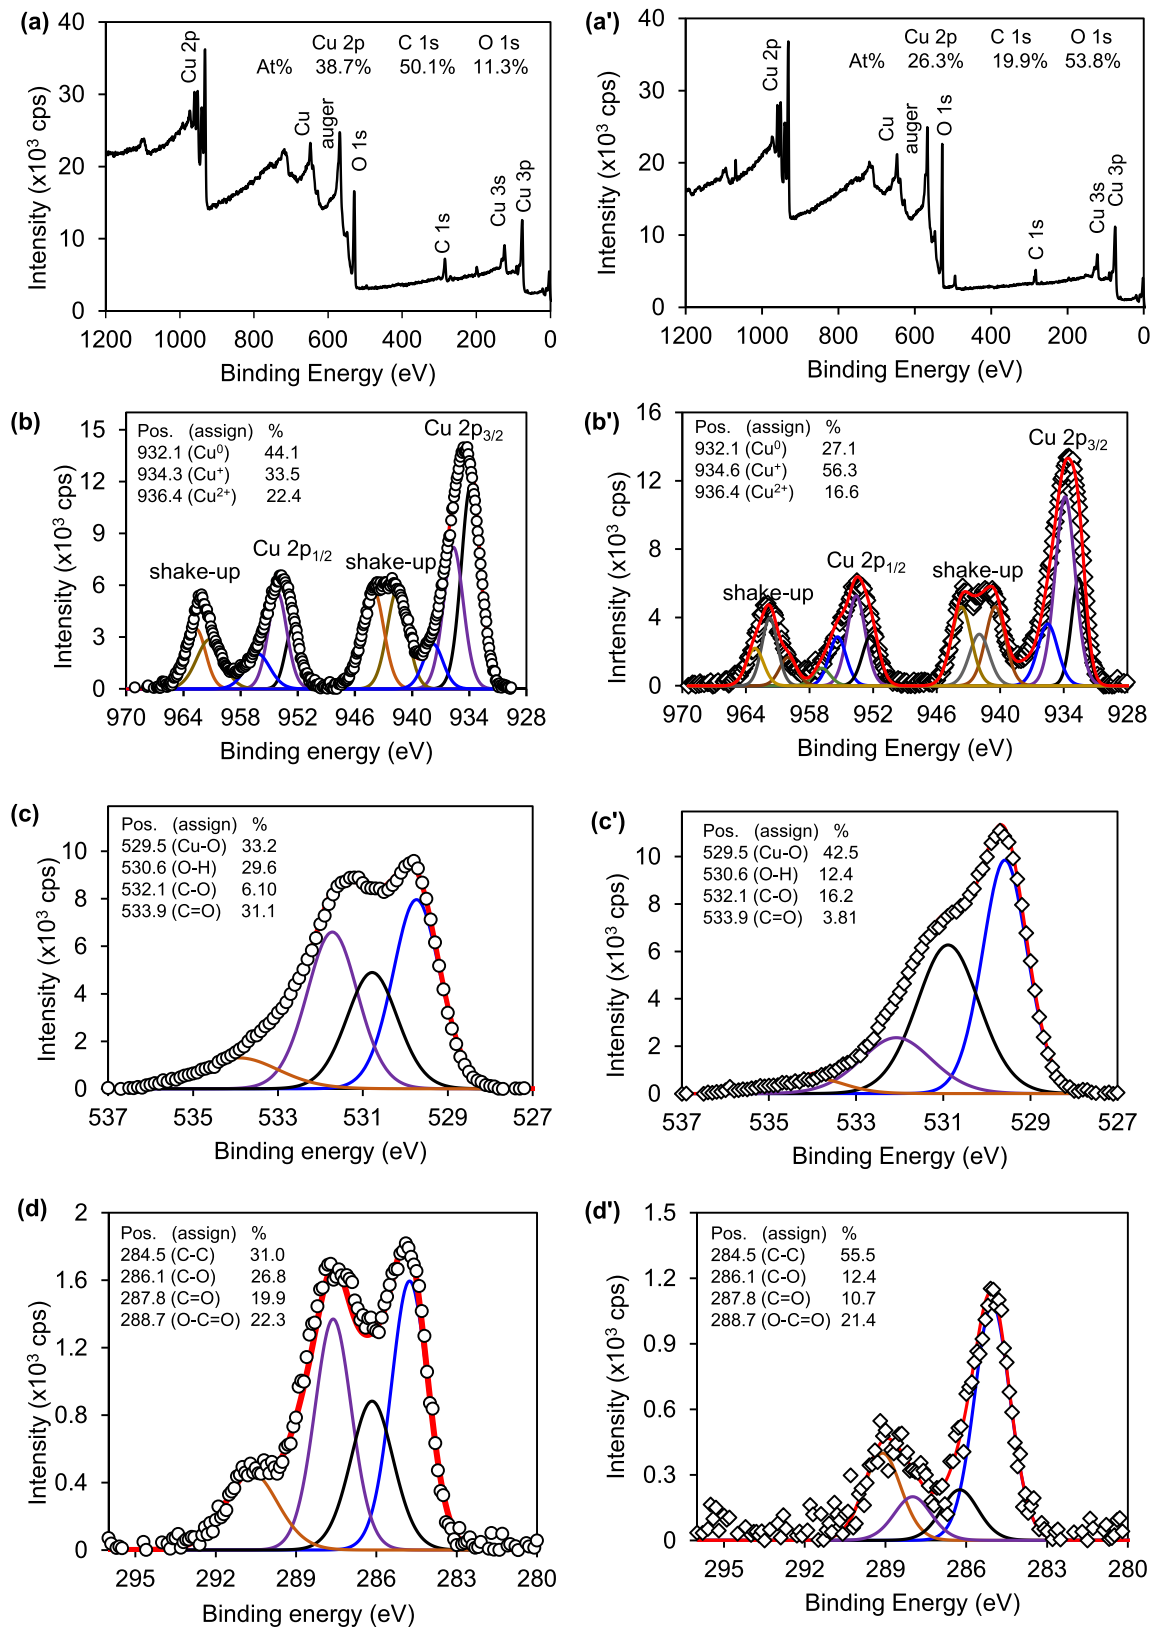 (a)
Cu 2p C 1s O 1s
At% 38.7% 50.1% 11.3%
Cu 2p
Cu
auger
O 1s
C 1s
Cu 3s
Cu 3p
Intensity (x10³ cps)
40
30
20
10
0
1200 1000 800 600 400 200 0
Binding Energy (eV)
(a')
Cu 2p C 1s O 1s
At% 26.3% 19.9% 53.8%
Cu 2p
Cu
auger
O 1s
C 1s
Cu 3s
Cu 3p
Intensity (x10³ cps)
40
30
20
10
0
1200 1000 800 600 400 200 0
Binding Energy (eV)
(b)
Pos. (assign) %
932.1 (Cu⁰) 44.1
934.3 (Cu⁺) 33.5
936.4 (Cu²⁺) 22.4
Cu 2p₃/₂
Cu 2p₁/₂
shake-up
shake-up
Intensity (x10³ cps)
15
12
9
6
3
0
970 964 958 952 946 940 934 928
Binding energy (eV)
(b')
Pos. (assign) %
932.1 (Cu⁰) 27.1
934.6 (Cu⁺) 56.3
936.4 (Cu²⁺) 16.6
Cu 2p₃/₂
Cu 2p₁/₂
shake-up
shake-up
Inrtensity (x10³ cps)
16
12
8
4
0
970 964 958 952 946 940 934 928
Binding Energy (eV)
(c)
Pos. (assign) %
529.5 (Cu-O) 33.2
530.6 (O-H) 29.6
532.1 (C-O) 6.10
533.9 (C=O) 31.1
Intensity (x10³ cps)
10
8
6
4
2
0
537 535 533 531 529 527
Binding energy (eV)
(c')
Pos. (assign) %
529.5 (Cu-O) 42.5
530.6 (O-H) 12.4
532.1 (C-O) 16.2
533.9 (C=O) 3.81
Intensity (x10³ cps)
10
8
6
4
2
0
537 535 533 531 529 527
Binding Energy (eV)
(d)
Pos. (assign) %
284.5 (C-C) 31.0
286.1 (C-O) 26.8
287.8 (C=O) 19.9
288.7 (O-C=O) 22.3
Intensity (x10³ cps)
2
1.6
1.2
0.8
0.4
0
295 292 289 286 283 280
Binding energy (eV)
(d')
Pos. (assign) %
284.5 (C-C) 55.5
286.1 (C-O) 12.4
287.8 (C=O) 10.7
288.7 (O-C=O) 21.4
Intensity (x10³ cps)
1.5
1.2
0.9
0.6
0.3
0
295 292 289 286 283 280
Binding Energy (eV)